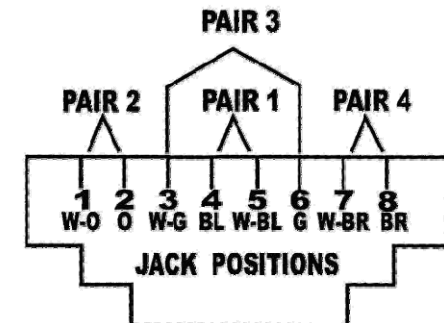 PAIR 3
PAIR 2 PAIR 1 PAIR 4
1 2 3 4 5 6 7 8
W-O O W-G BL W-BL G W-BR BR
JACK POSITIONS